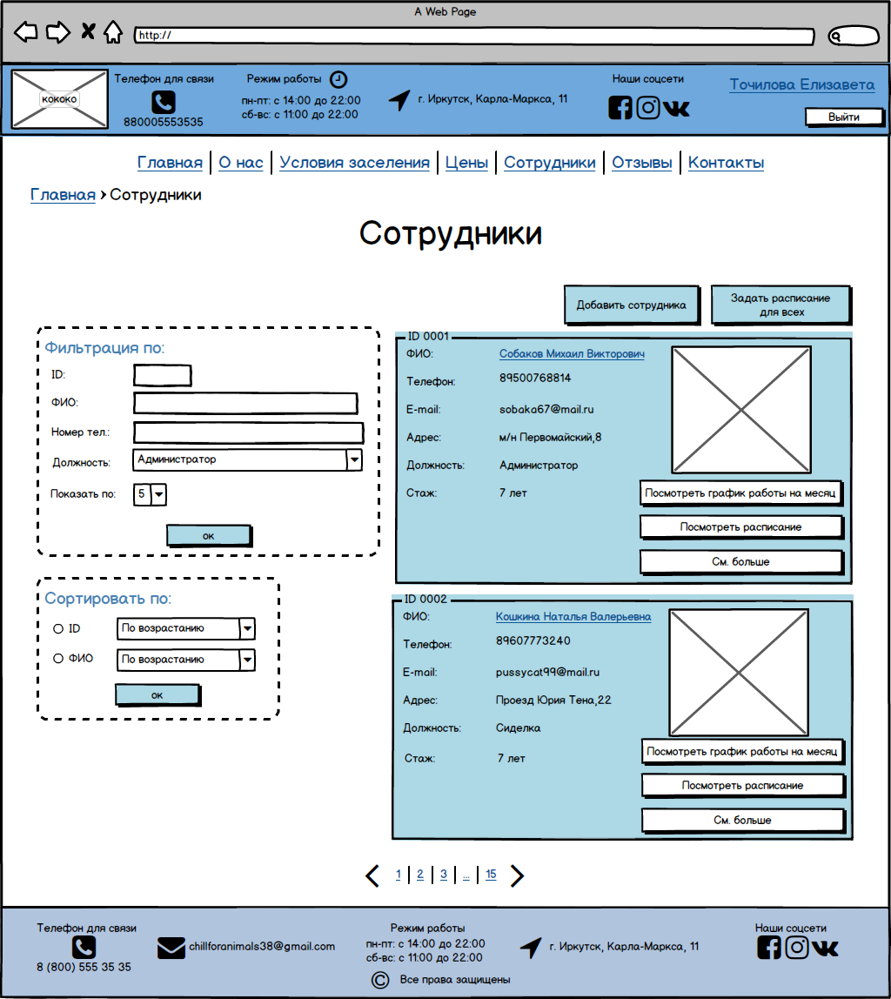 A Web Page
http://
кококо
Телефон для связи
880005553535
Режим работы
пн-пт: с 14:00 до 22:00
сб-вс: с 11:00 до 22:00
г. Иркутск, Карла-Маркса, 11
Наши соцсети
Точилова Елизавета
Выйти
Главная | О нас | Условия заселения | Цены | Сотрудники | Отзывы | Контакты
Главная > Сотрудники
Сотрудники
Добавить сотрудника
Задать расписание
для всех
Фильтрация по:
ID:
ФИО:
Номер тел.:
Должность: Администратор
Показать по: 5
ок
Сортировать по:
ID По возрастанию
ФИО По возрастанию
ок
ID 0001
ФИО: Собаков Михаил Викторович
Телефон: 89500768814
E-mail: sobaka67@mail.ru
Адрес: м/н Первомайский,8
Должность: Администратор
Стаж: 7 лет
Посмотреть график работы на месяц
Посмотреть расписание
См. больше
ID 0002
ФИО: Кошкина Наталья Валерьевна
Телефон: 89607773240
E-mail: pussycat99@mail.ru
Адрес: Проезд Юрия Тена,22
Должность: Сиделка
Стаж: 7 лет
Посмотреть график работы на месяц
Посмотреть расписание
См. больше
1 | 2 | 3 | ... | 15
Телефон для связи
8 (800) 555 35 35
chillforanimals38@gmail.com
Режим работы
пн-пт: с 14:00 до 22:00
сб-вс: с 11:00 до 22:00
г. Иркутск, Карла-Маркса, 11
Наши соцсети
© Все права защищены